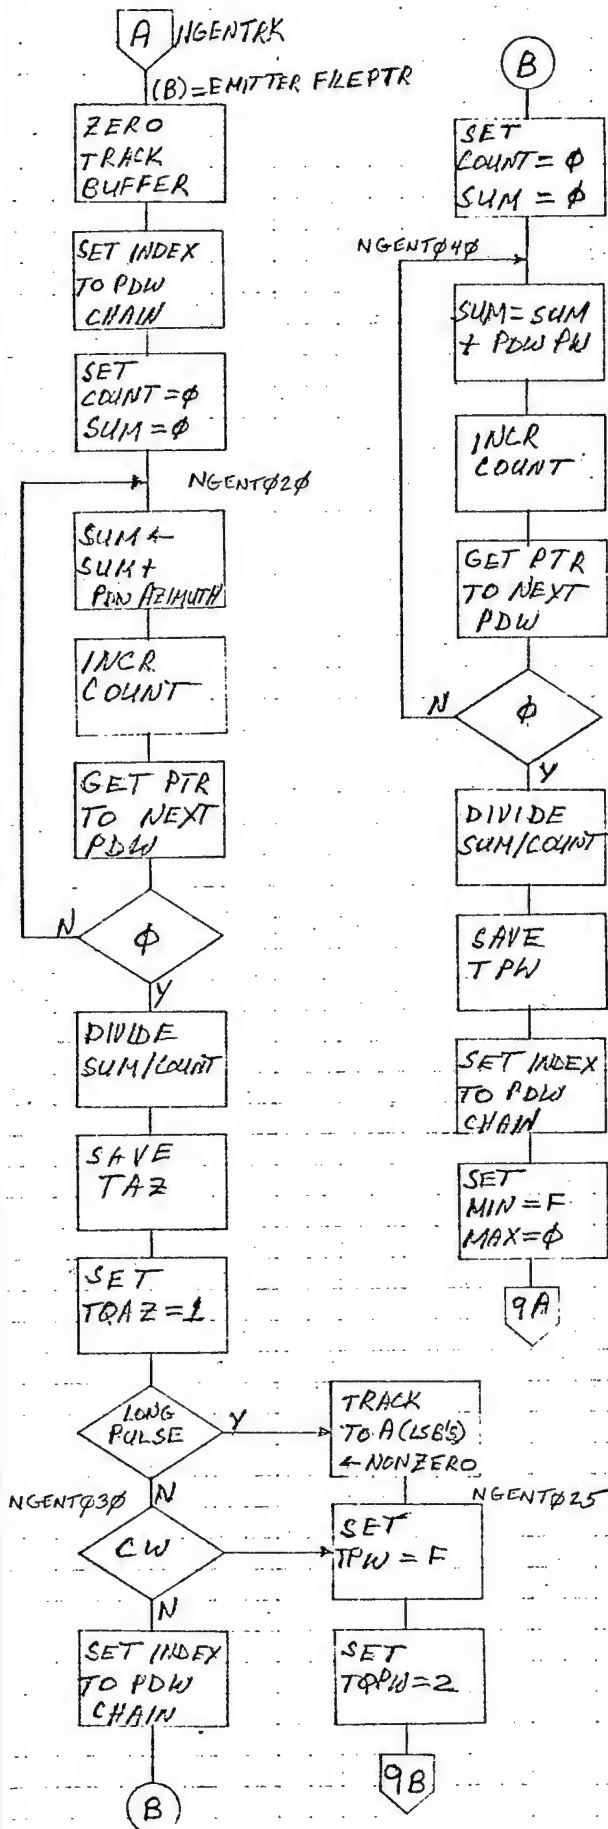 A NGENTRK
(B)=EMITTER FILEPTR
ZERO
TRACK
BUFFER
SET INDEX
TO PDW
CHAIN
SET
COUNT=φ
SUM=φ
NGENTφ2φ
SUM←
SUM+
PDW AZIMUTH
INCR
COUNT
GET PTR
TO NEXT
PDW
N
φ
Y
DIVIDE
SUM/COUNT
SAVE
TAZ
SET
TQAZ=1
LONG
PULSE
Y
N
TRACK
TOA(LSB'S)
←NONZERO
NGENTφ3φ
NGENTφ25
CW
N
SET
TPW=F
SET INDEX
TO PDW
CHAIN
SET
TQPW=2
B
9B
B
SET
COUNT=φ
SUM=φ
NGENTφ4φ
SUM=SUM
+ PDW PW
INCR
COUNT
GET PTR
TO NEXT
PDW
N
φ
Y
DIVIDE
SUM/COUNT
SAVE
TPW
SET INDEX
TO PDW
CHAIN
SET
MIN=F
MAX=φ
9A